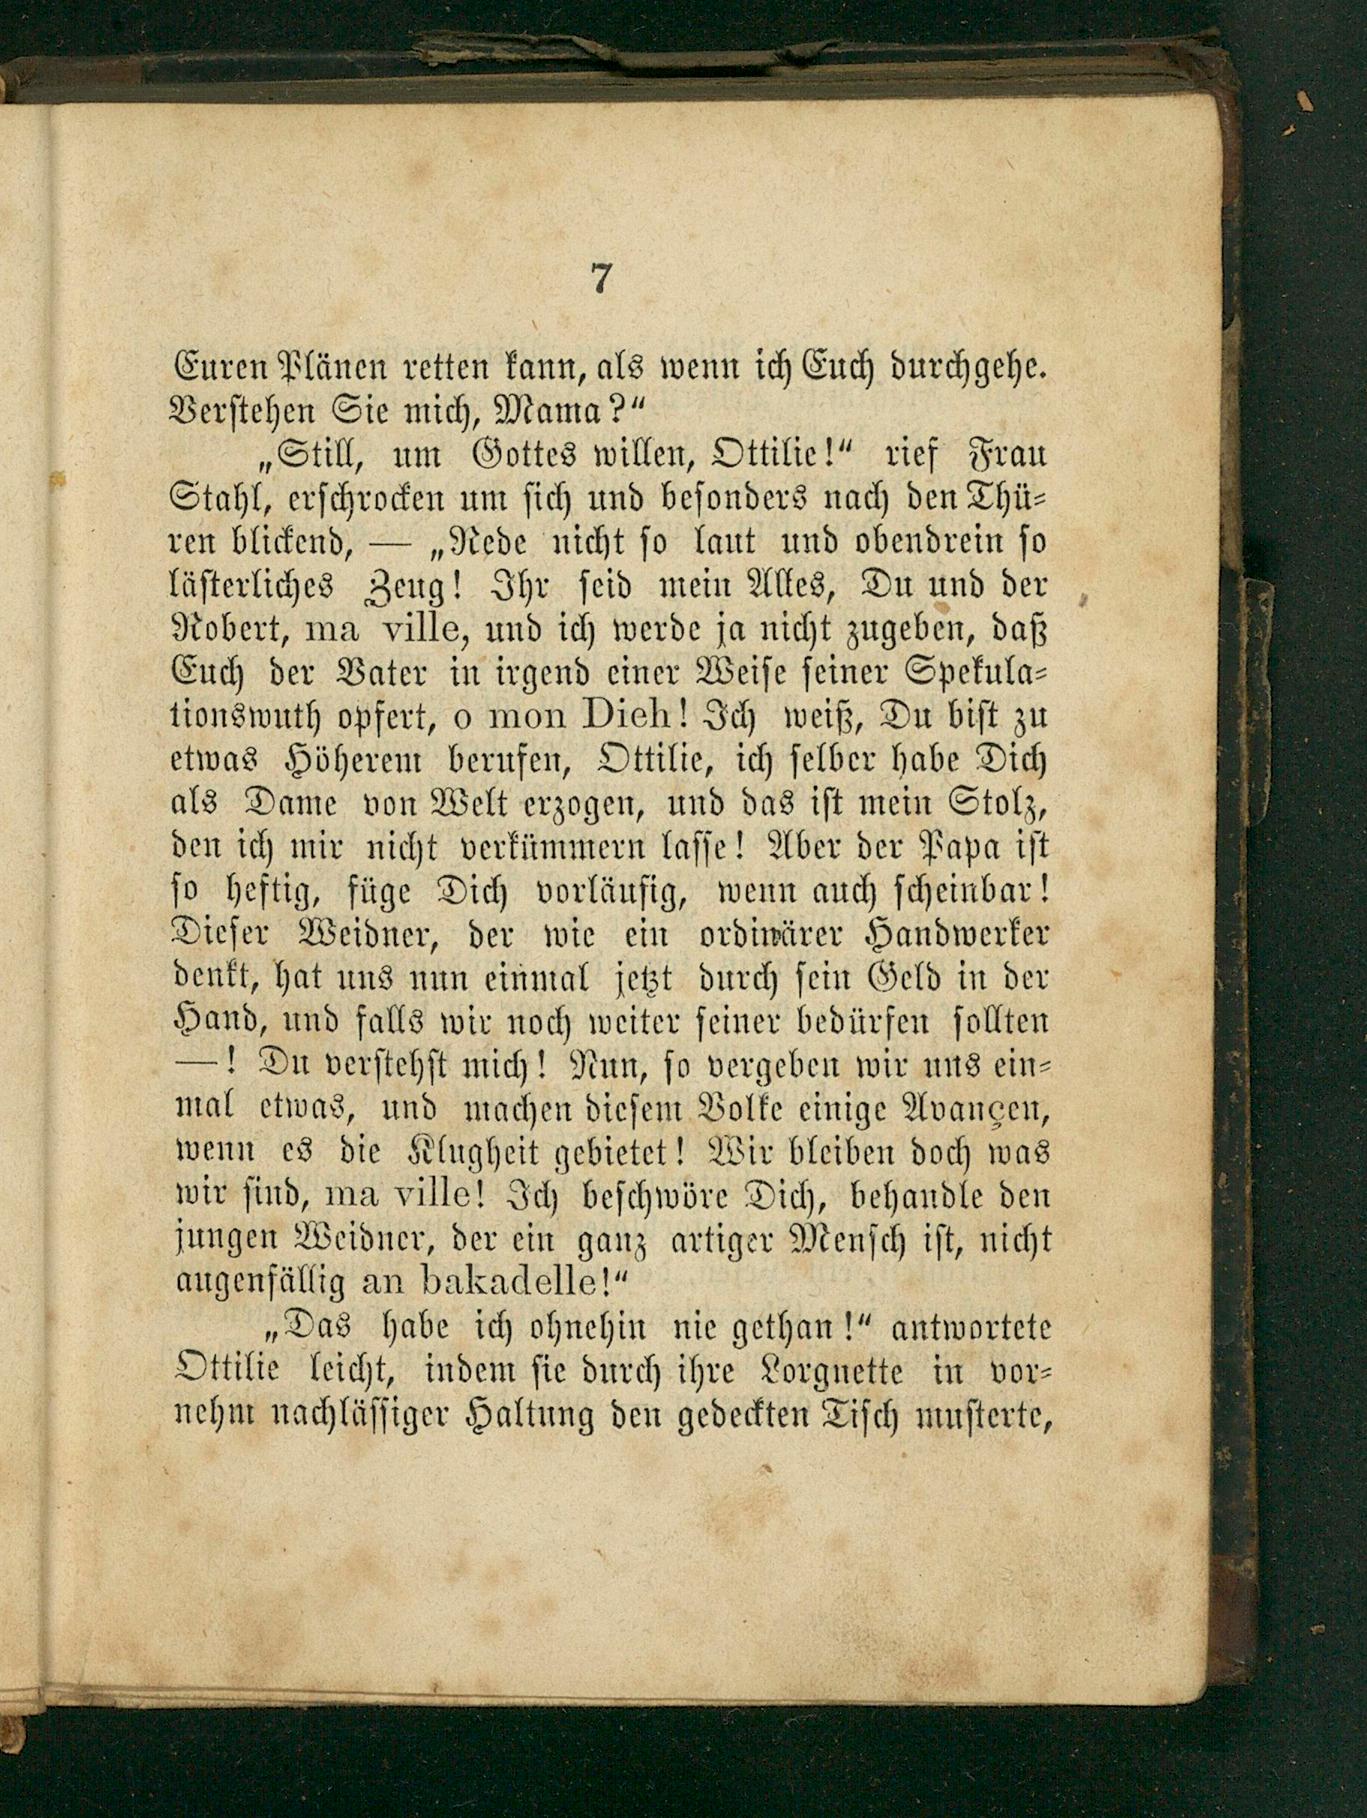 7
Euren Plänen retten kann, als wenn ich Euch durchgehe.
Verstehen Sie mich, Mama?“
„Still, um Gottes willen, Ottilie!“ rief Frau
Stahl, erschrocken um sich und besonders nach den Thü-
ren blickend, — „Rede nicht so laut und obendrein so
lästerliches Zeug! Ihr seid mein Alles, Du und der
Robert, ma ville, und ich werde ja nicht zugeben, daß
Euch der Vater in irgend einer Weise seiner Spekula-
tionswuth opfert, o mon Dieh! Ich weiß, Du bist zu
etwas Höherem berufen, Ottilie, ich selber habe Dich
als Dame von Welt erzogen, und das ist mein Stolz,
den ich mir nicht verkümmern lasse! Aber der Papa ist
so heftig, füge Dich vorläufig, wenn auch scheinbar!
Dieser Weidner, der wie ein ordinärer Handwerker
denkt, hat uns nun einmal jetzt durch sein Geld in der
Hand, und falls wir noch weiter seiner bedürfen sollten
—! Du verstehst mich! Nun, so vergeben wir uns ein-
mal etwas, und machen diesem Volke einige Avançen,
wenn es die Klugheit gebietet! Wir bleiben doch was
wir sind, ma ville! Ich beschwöre Dich, behandle den
jungen Weidner, der ein ganz artiger Mensch ist, nicht
augenfällig an bakadelle!“
„Das habe ich ohnehin nie gethan!“ antwortete
Ottilie leicht, indem sie durch ihre Lorgnette in vor-
nehm nachlässiger Haltung den gedeckten Tisch musterte,